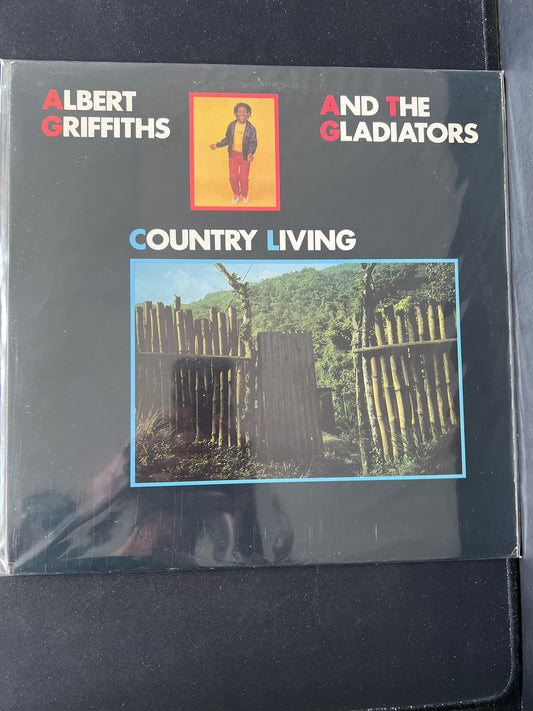 ALBERT
GRIFFITHS
AND THE
GLADIATORS
COUNTRY LIVING